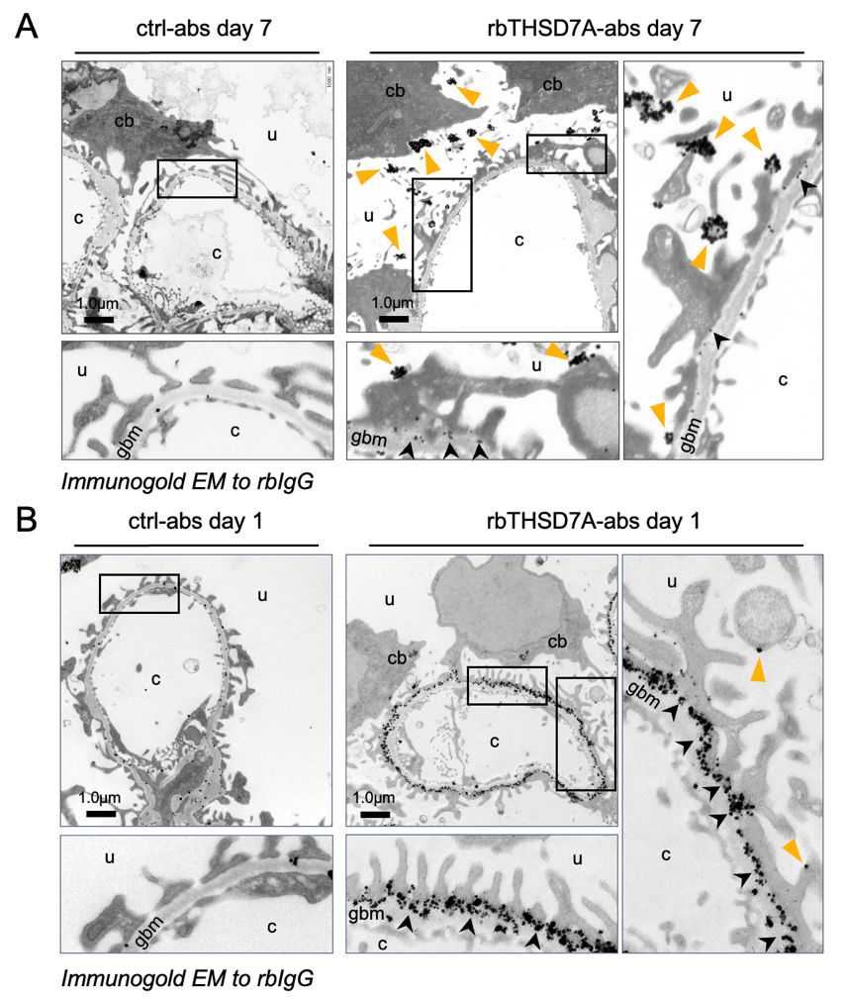 A
ctrl-abs day 7
rbTHSD7A-abs day 7
1000 nm
cb
u
c
c
1.0µm
cb
cb
u
c
1.0µm
u
c
gbm
u
gbm
c
u
gbm
Immunogold EM to rbIgG
B
ctrl-abs day 1
rbTHSD7A-abs day 1
u
c
1.0µm
u
cb
cb
c
1.0µm
u
gbm
c
u
gbm
c
u
gbm
c
Immunogold EM to rbIgG